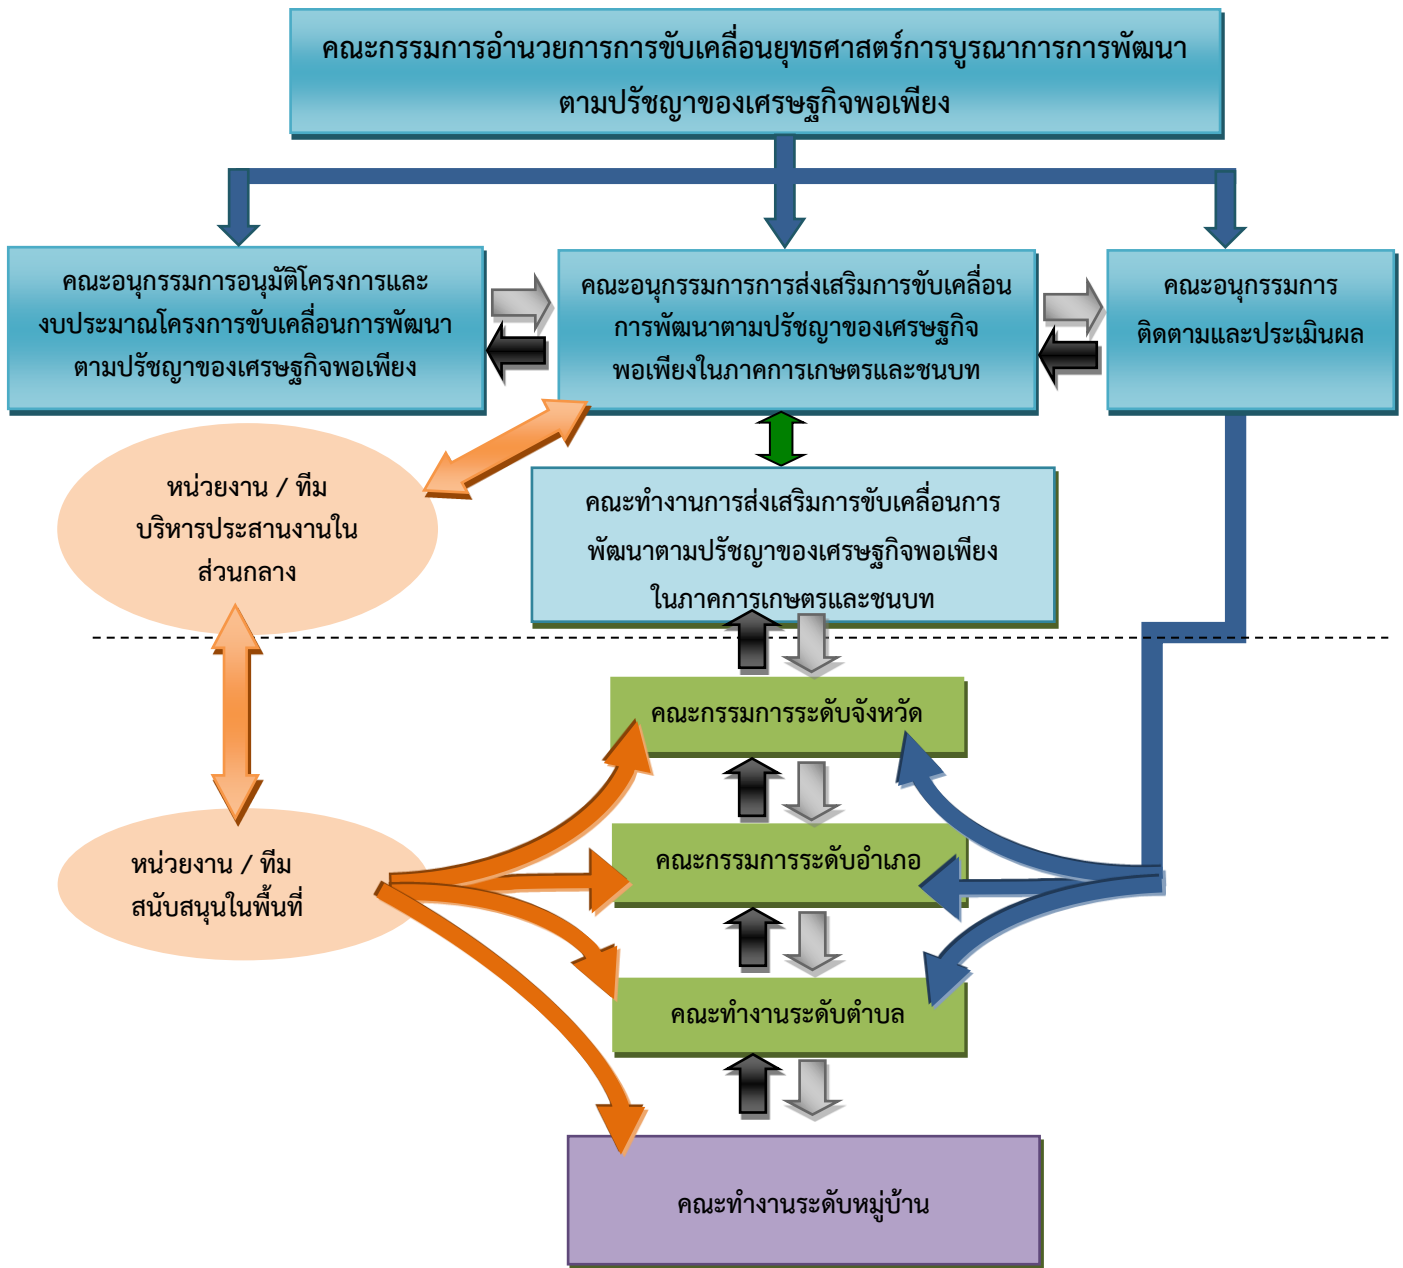 คณะกรรมการอำนวยการการขับเคลื่อนยุทธศาสตร์การบูรณาการการพัฒนา
ตามปรัชญาของเศรษฐกิจพอเพียง
คณะอนุกรรมการอนุมัติโครงการและ
งบประมาณโครงการขับเคลื่อนการพัฒนา
ตามปรัชญาของเศรษฐกิจพอเพียง
คณะอนุกรรมการการส่งเสริมการขับเคลื่อน
การพัฒนาตามปรัชญาของเศรษฐกิจ
พอเพียงในภาคการเกษตรและชนบท
คณะอนุกรรมการ
ติดตามและประเมินผล
หน่วยงาน / ทีม
บริหารประสานงานใน
ส่วนกลาง
คณะทำงานการส่งเสริมการขับเคลื่อนการ
พัฒนาตามปรัชญาของเศรษฐกิจพอเพียง
ในภาคการเกษตรและชนบท
คณะกรรมการระดับจังหวัด
คณะกรรมการระดับอำเภอ
หน่วยงาน / ทีม
สนับสนุนในพื้นที่
คณะทำงานระดับตำบล
คณะทำงานระดับหมู่บ้าน